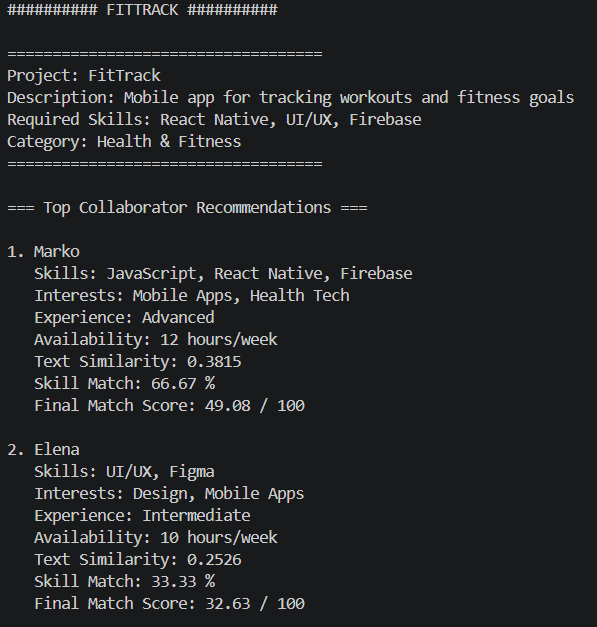 ########## FITTRACK ##########
===================================
Project: FitTrack
Description: Mobile app for tracking workouts and fitness goals
Required Skills: React Native, UI/UX, Firebase
Category: Health & Fitness
===================================
=== Top Collaborator Recommendations ===
1. Marko
Skills: JavaScript, React Native, Firebase
Interests: Mobile Apps, Health Tech
Experience: Advanced
Availability: 12 hours/week
Text Similarity: 0.3815
Skill Match: 66.67 %
Final Match Score: 49.08 / 100
2. Elena
Skills: UI/UX, Figma
Interests: Design, Mobile Apps
Experience: Intermediate
Availability: 10 hours/week
Text Similarity: 0.2526
Skill Match: 33.33 %
Final Match Score: 32.63 / 100